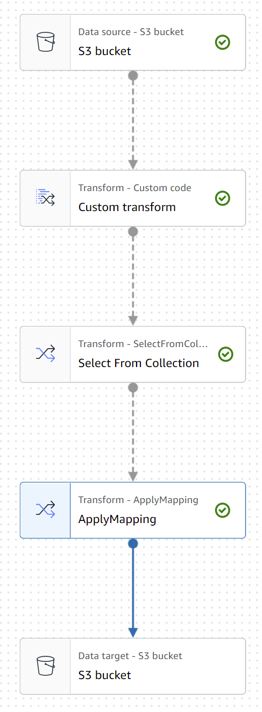 Data source - S3 bucket
S3 bucket
Transform - Custom code
Custom transform
Transform - SelectFromCol...
Select From Collection
Transform - ApplyMapping
ApplyMapping
Data target - S3 bucket
S3 bucket